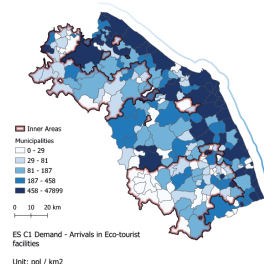 Inner Areas
Municipalities
0 - 29
29 - 81
81 - 187
187 - 458
458 - 47899
0 10 20 km
ES C1 Demand - Arrivals in Eco-tourist
facilities
Unit: pol / km2